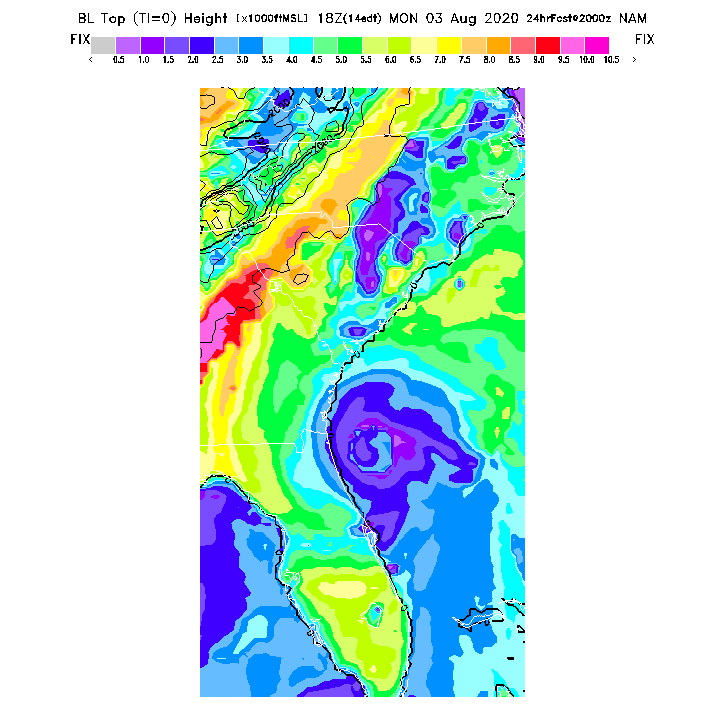 BL Top (TI=0) Height [x1000ftMSL] 18Z(14edt) MON 03 Aug 2020 24hrFcst@2000z NAM
FIX FIX
< 0.5 1.0 1.5 2.0 2.5 3.0 3.5 4.0 4.5 5.0 5.5 6.0 6.5 7.0 7.5 8.0 8.5 9.0 9.5 10.0 10.5 >